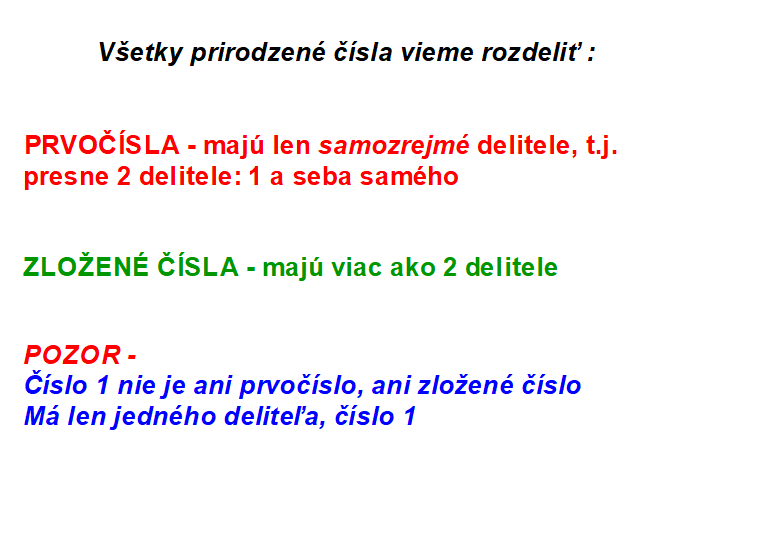 Všetky prirodzené čísla vieme rozdeliť :
PRVOČÍSLA - majú len samozrejmé delitele, t.j.
presne 2 delitele: 1 a seba samého
ZLOŽENÉ ČÍSLA - majú viac ako 2 delitele
POZOR -
Číslo 1 nie je ani prvočíslo, ani zložené číslo
Má len jedného deliteľa, číslo 1